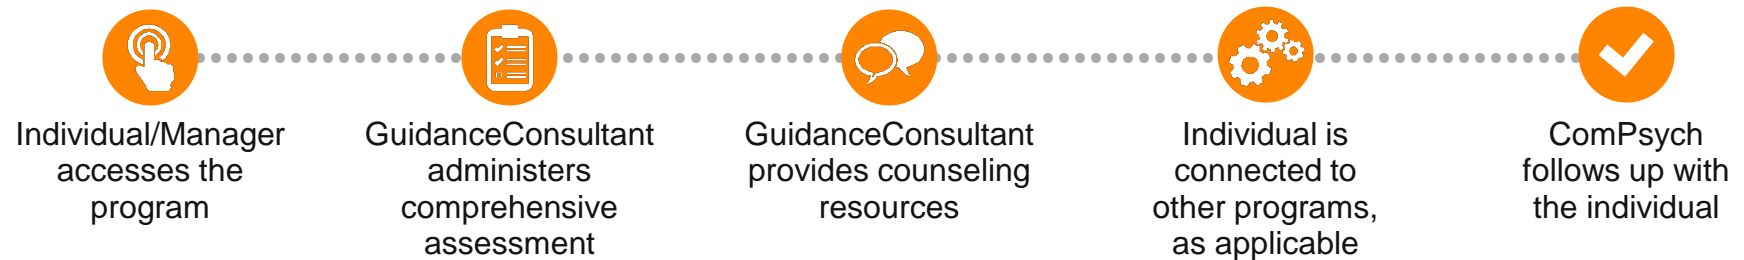 Individual/Manager
accesses the
program
GuidanceConsultant
administers
comprehensive
assessment
GuidanceConsultant
provides counseling
resources
Individual is
connected to
other programs,
as applicable
ComPsych
follows up with
the individual